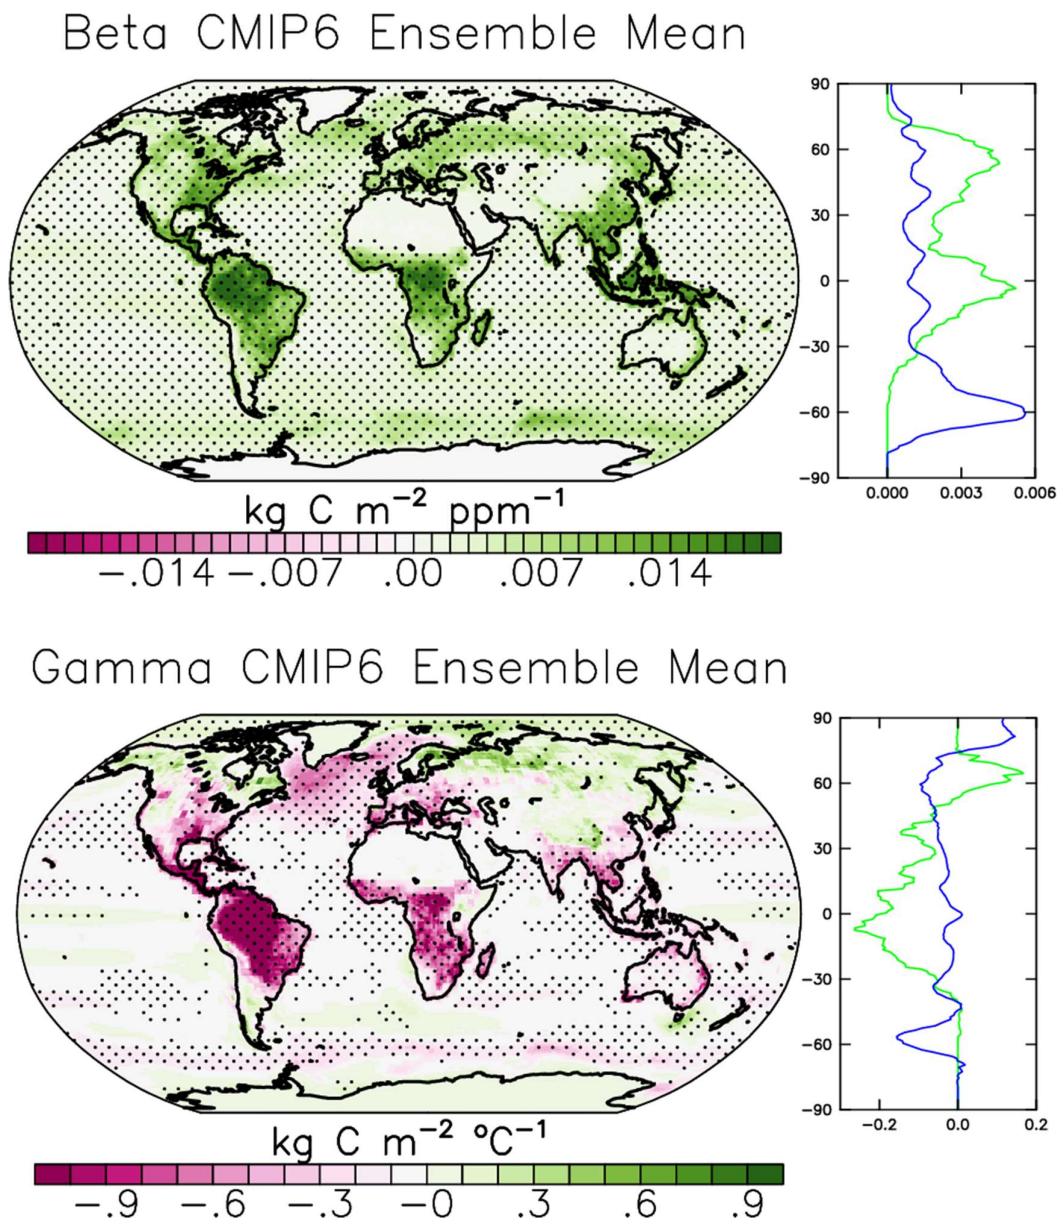 Beta CMIP6 Ensemble Mean
90
60
30
0
−30
−60
−90
0.000 0.003 0.006
kg C m−2 ppm−1
−.014 −.007 .00 .007 .014
Gamma CMIP6 Ensemble Mean
90
60
30
0
−30
−60
−90
−0.2 0.0 0.2
kg C m−2 ºC−1
−.9 −.6 −.3 −0 .3 .6 .9